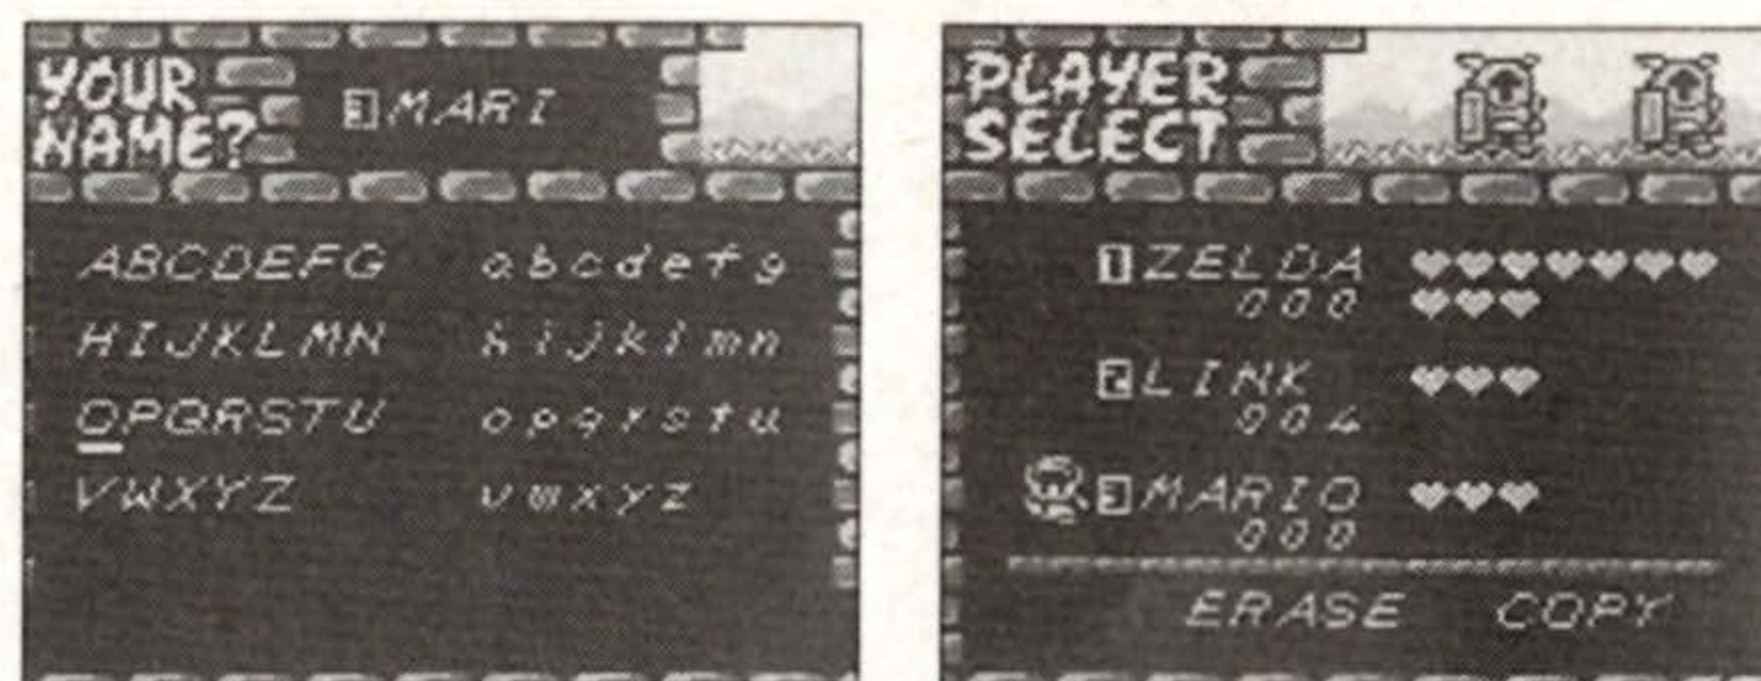 YOUR
NAME?
3 MARI
ABCDEFG abcdefg
HIJKLMN hijklmn
OPQRSTU opqrstu
VWXYZ vwxyz
PLAYER
SELECT
1 ZELDA
000
2 LINK
004
3 MARIO
000
ERASE COPY